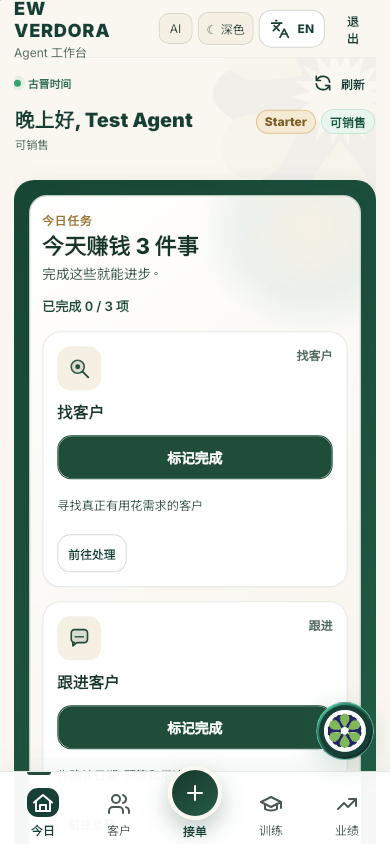 EW
VERDORA
Agent 工作台
AI
深色
EN
退出
古晋时间
刷新
晚上好, Test Agent
Starter
可销售
可销售
今日任务
今天赚钱 3 件事
完成这些就能进步。
已完成 0 / 3 项
找客户
找客户
标记完成
寻找真正有用花需求的客户
前往处理
跟进
跟进客户
标记完成
今日
客户
接单
训练
业绩